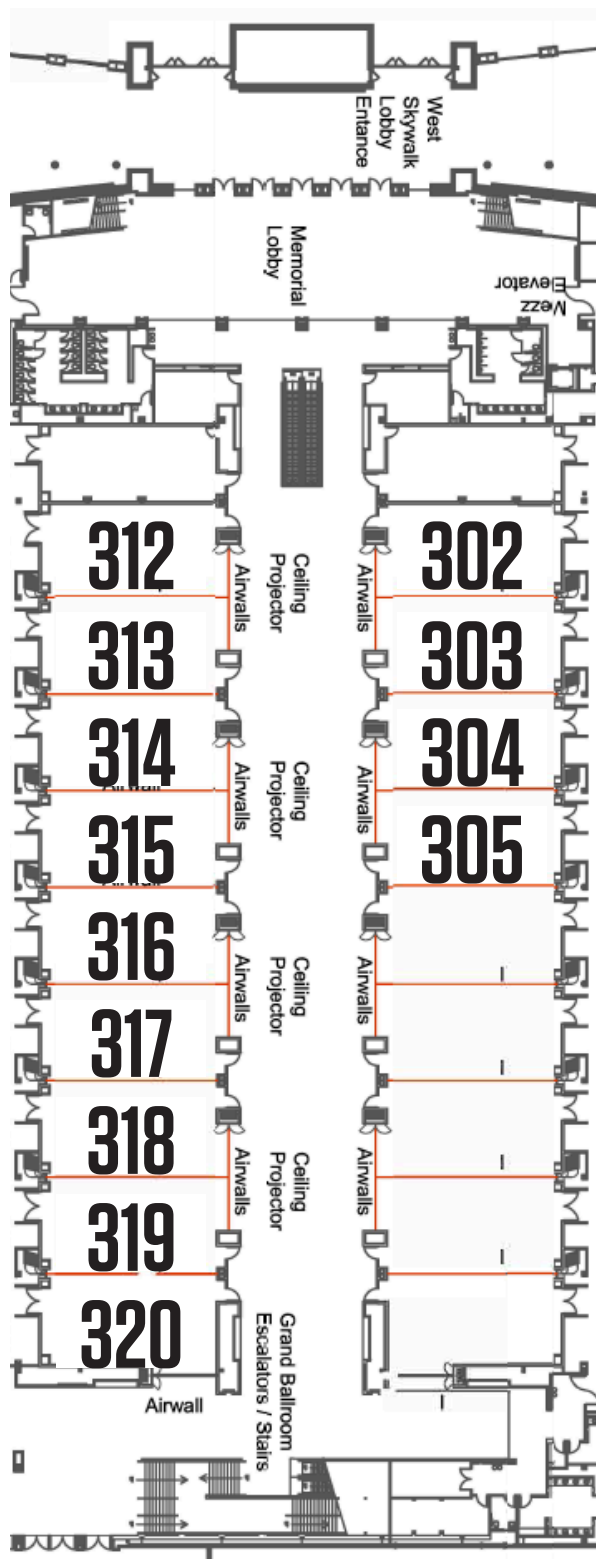 West
Skywalk
Lobby
Entance
Memorial
Lobby
Mezz
Elevator
312
Airwalls
Ceiling
Projector
Airwalls
302
313
303
314
Airwalls
Ceiling
Projector
Airwalls
304
315
305
316
Airwalls
Ceiling
Projector
Airwalls
317
318
Airwalls
Ceiling
Projector
Airwalls
319
320
Grand Ballroom
Escalators / Stairs
Airwall